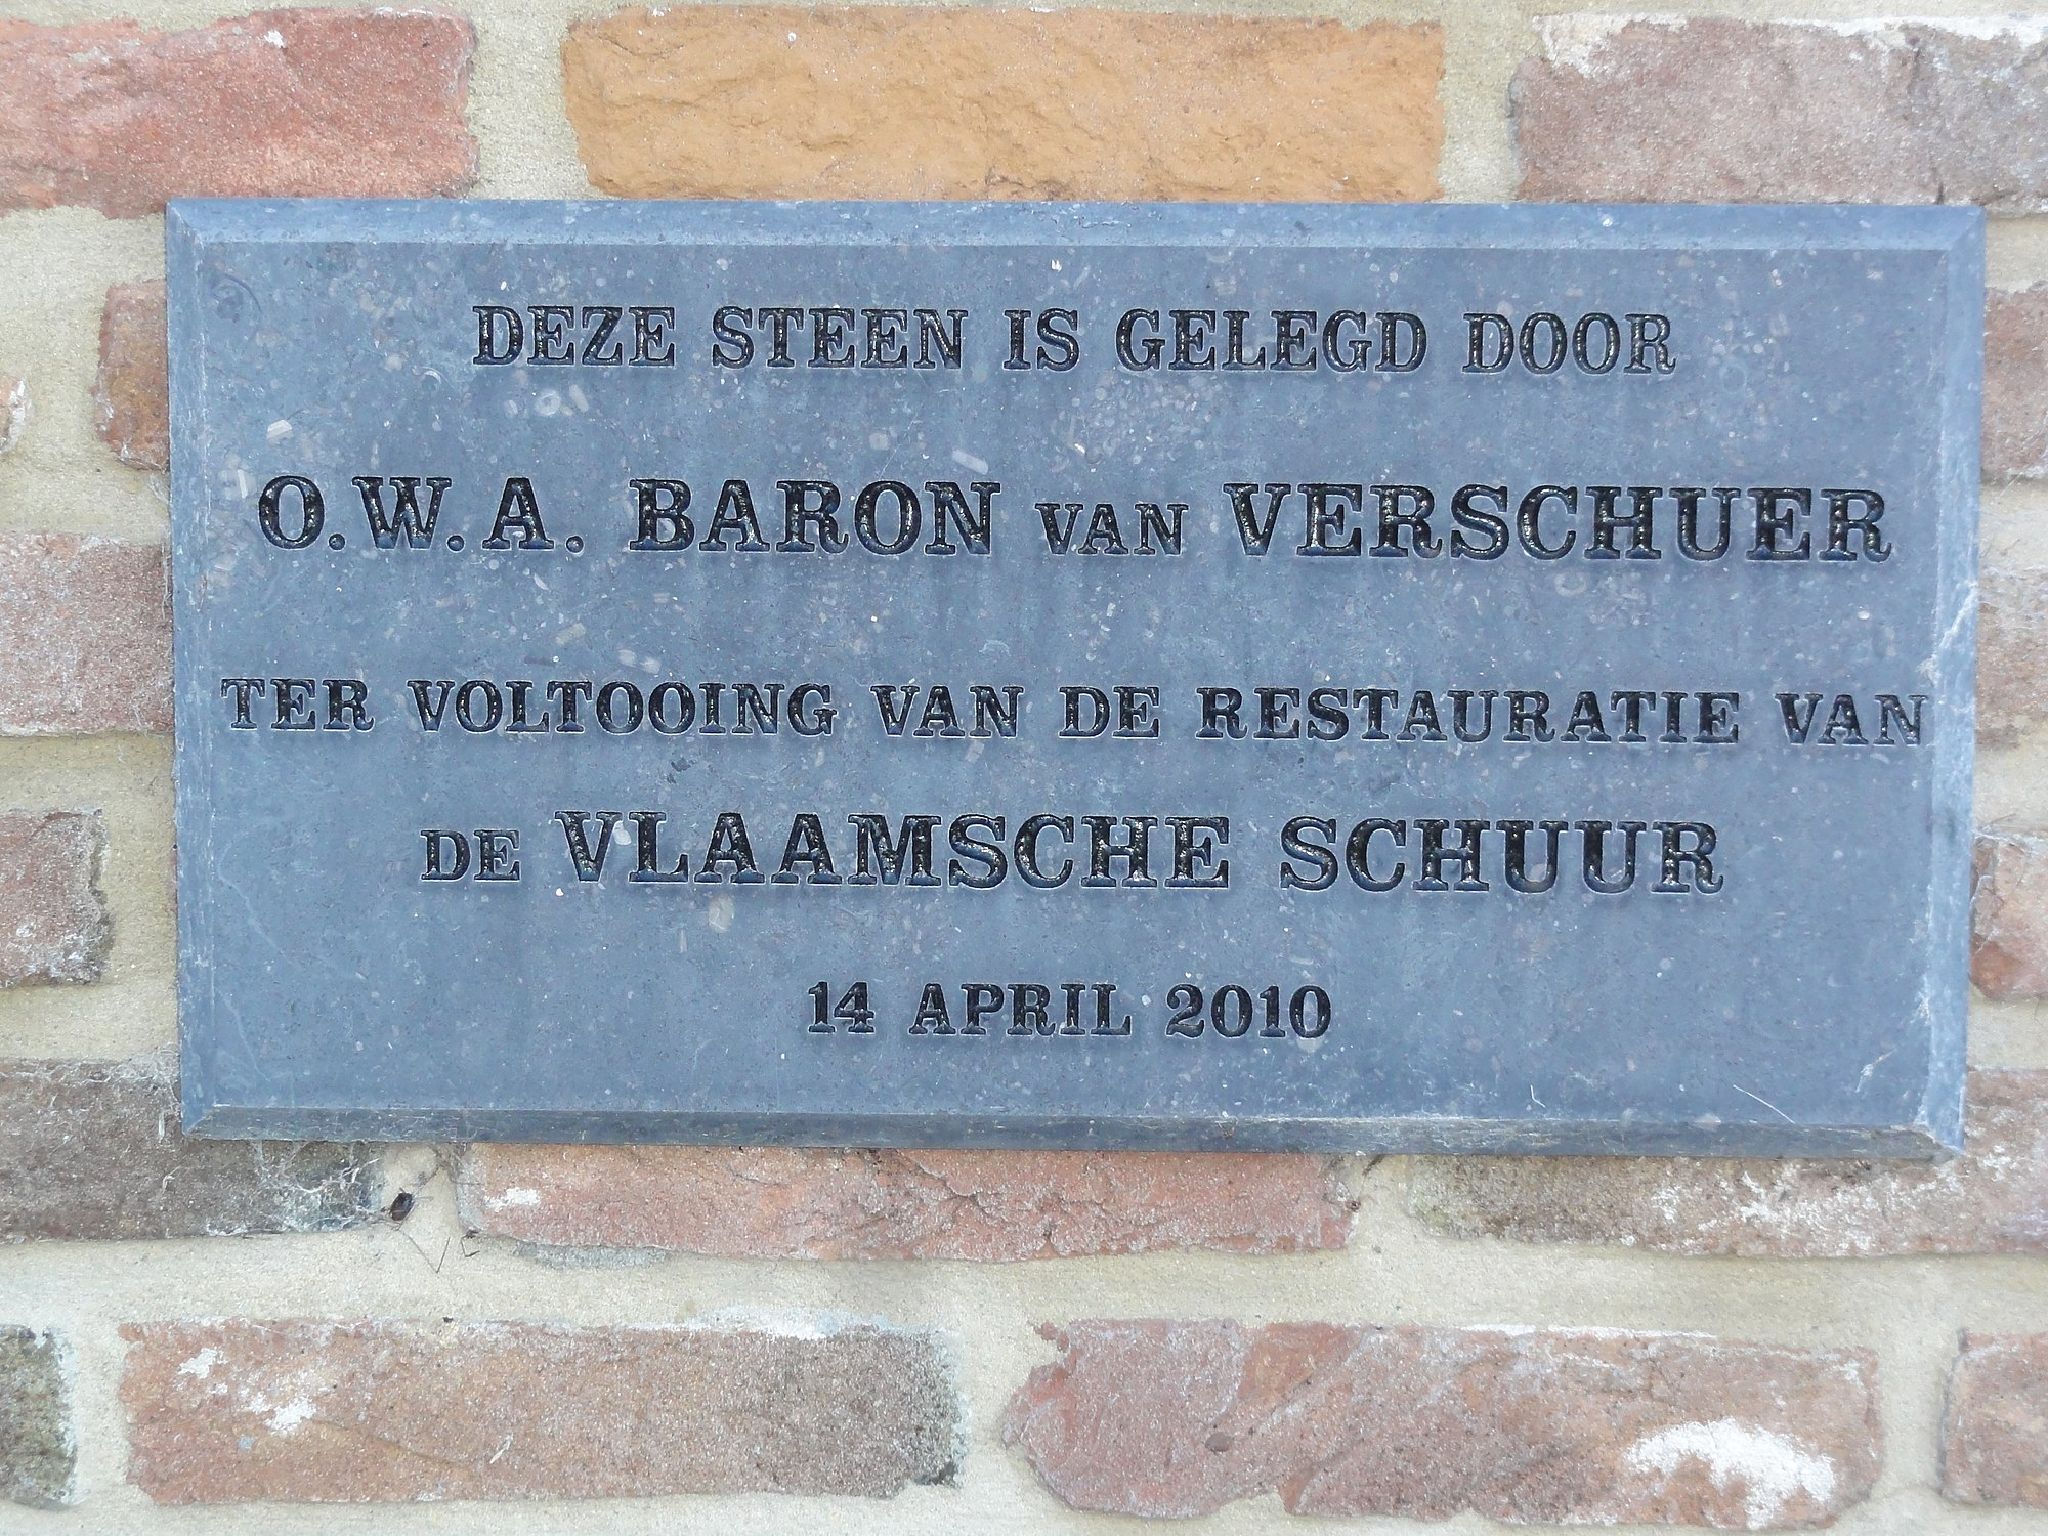 DEZE STEEN IS GELEGD DOOR
O.W.A. BARON VAN VERSCHUER
TER VOLTOOING VAN DE RESTAURATIE VAN
DE VLAAMSCHE SCHUUR
14 APRIL 2010